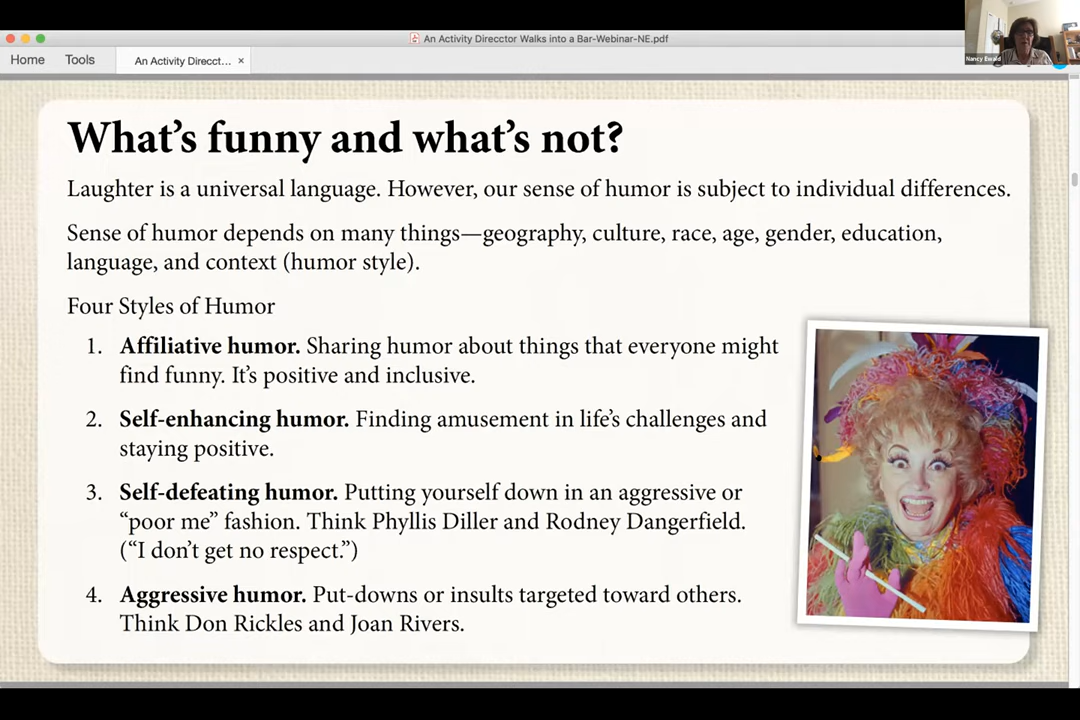 An Activity Direcctor Walks into a Bar-Webinar-NE.pdf
Home Tools An Activity Direcct... ×
Nancy Ewald
What's funny and what's not?
Laughter is a universal language. However, our sense of humor is subject to individual differences.
Sense of humor depends on many things—geography, culture, race, age, gender, education,
language, and context (humor style).
Four Styles of Humor
1. Affiliative humor. Sharing humor about things that everyone might
find funny. It's positive and inclusive.
2. Self-enhancing humor. Finding amusement in life's challenges and
staying positive.
3. Self-defeating humor. Putting yourself down in an aggressive or
“poor me” fashion. Think Phyllis Diller and Rodney Dangerfield.
(“I don't get no respect.”)
4. Aggressive humor. Put-downs or insults targeted toward others.
Think Don Rickles and Joan Rivers.